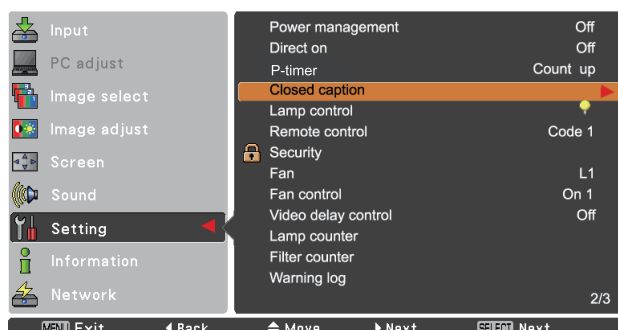 Input
PC adjust
Image select
Image adjust
Screen
Sound
Setting
Information
Network
Power management Off
Direct on Off
P-timer Count up
Closed caption
Lamp control
Remote control Code 1
Security
Fan L1
Fan control On 1
Video delay control Off
Lamp counter
Filter counter
Warning log
2/3
MENU Exit Back Move Next SELECT Next